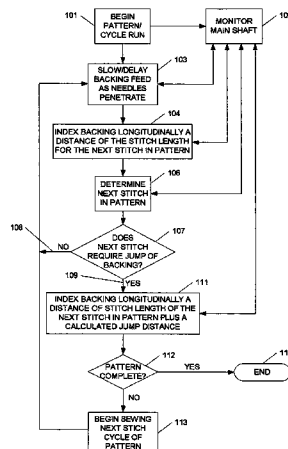 101
BEGIN
PATTERN/
CYCLE RUN
MONITOR
MAIN SHAFT
10
103
SLOW/DELAY
BACKING FEED
AS NEEDLES
PENETRATE
104
INDEX BACKING LONGITUDINALLY A
DISTANCE OF THE STITCH LENGTH
FOR THE NEXT STITCH IN PATTERN
DETERMINE
NEXT STITCH
IN PATTERN
106
108
NO
DOES
NEXT STITCH
REQUIRE JUMP OF
BACKING?
107
109
YES
111
INDEX BACKING LONGITUDINALLY A
DISTANCE OF STITCH LENGTH OF THE
NEXT STITCH IN PATTERN PLUS A
CALCULATED JUMP DISTANCE
112
PATTERN
COMPLETE?
YES
11
END
NO
BEGIN SEWING
NEXT STICH
CYCLE OF
PATTERN
113